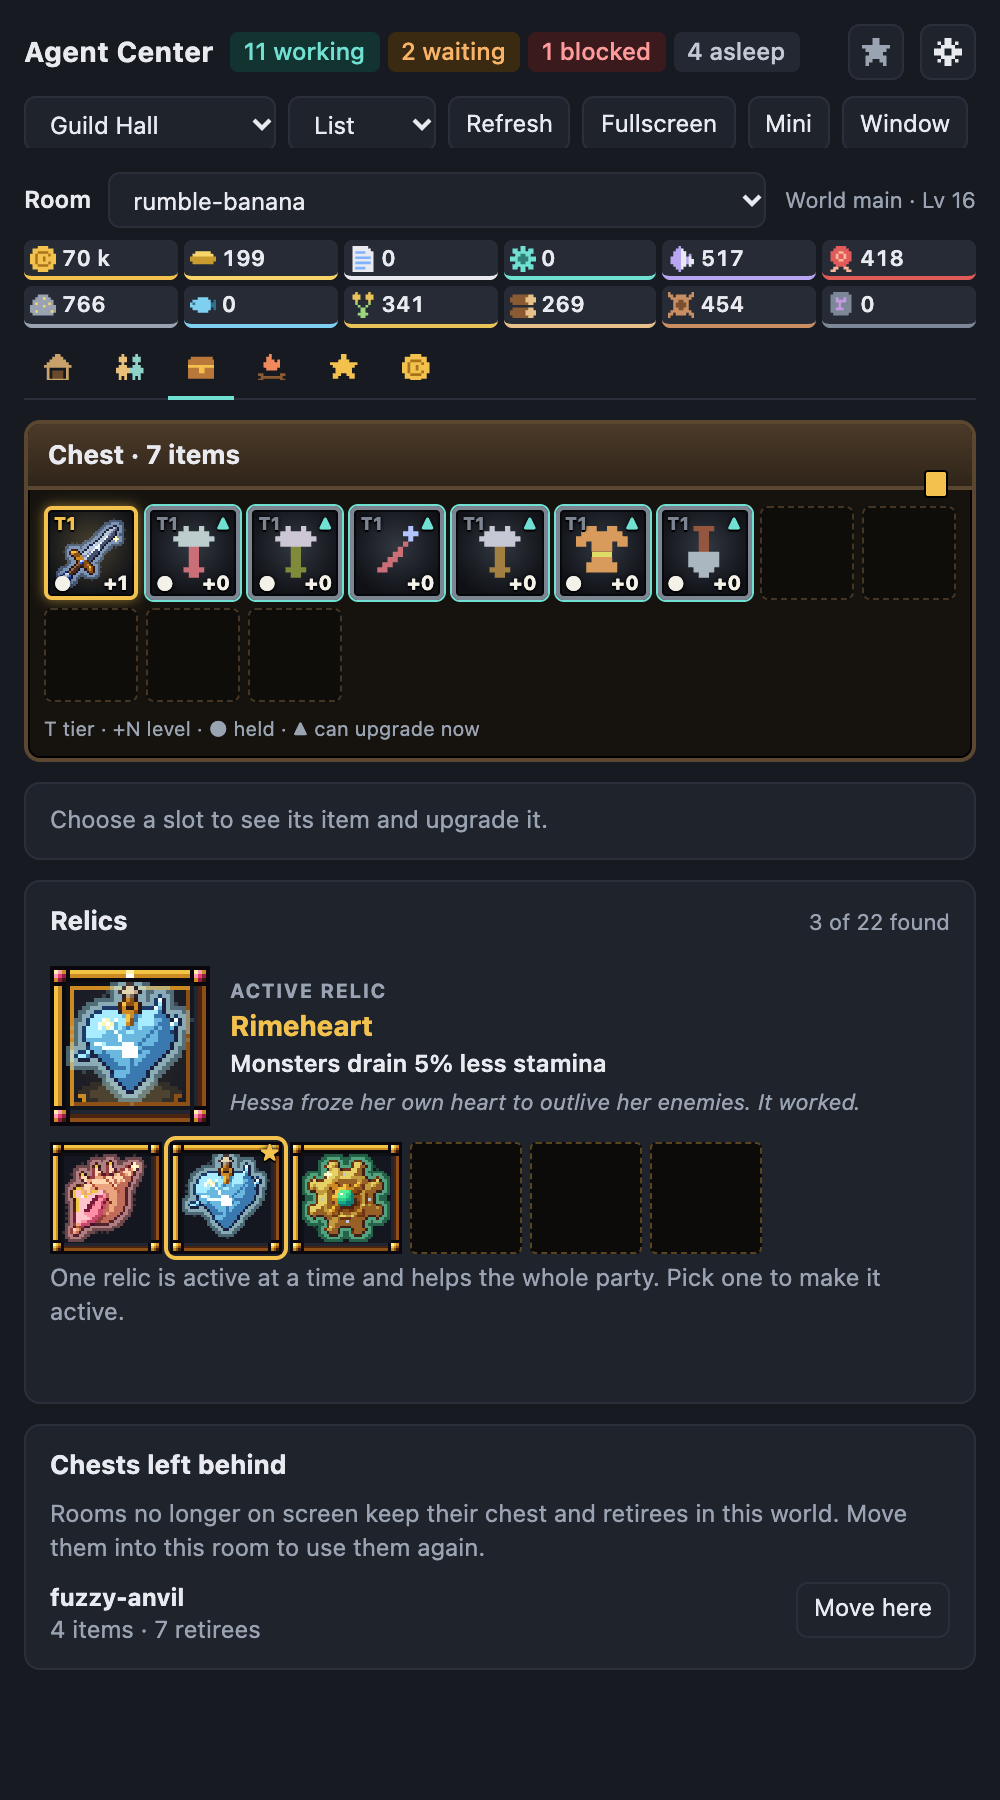 Agent Center 11 working 2 waiting 1 blocked 4 asleep
Guild Hall List Refresh Fullscreen Mini Window
Room rumble-banana World main · Lv 16
70 k 199 0 0 517 418
766 0 341 269 454 0
Chest · 7 items
T1 T1 T1 T1 T1 T1 T1
+1 +0 +0 +0 +0 +0 +0
T tier · +N level · held · can upgrade now
Choose a slot to see its item and upgrade it.
Relics 3 of 22 found
ACTIVE RELIC
Rimeheart
Monsters drain 5% less stamina
Hessa froze her own heart to outlive her enemies. It worked.
One relic is active at a time and helps the whole party. Pick one to make it
active.
Chests left behind
Rooms no longer on screen keep their chest and retirees in this world. Move
them into this room to use them again.
fuzzy-anvil
4 items · 7 retirees
Move here